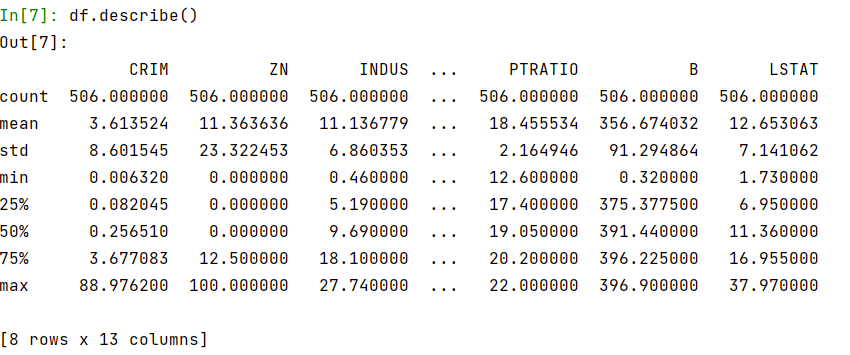 In[7]: df.describe()
Out[7]:
             CRIM          ZN       INDUS  ...     PTRATIO           B       LSTAT
count  506.000000  506.000000  506.000000  ...  506.000000  506.000000  506.000000
mean     3.613524   11.363636   11.136779  ...   18.455534  356.674032   12.653063
std      8.601545   23.322453    6.860353  ...    2.164946   91.294864    7.141062
min      0.006320    0.000000    0.460000  ...   12.600000    0.320000    1.730000
25%      0.082045    0.000000    5.190000  ...   17.400000  375.377500    6.950000
50%      0.256510    0.000000    9.690000  ...   19.050000  391.440000   11.360000
75%      3.677083   12.500000   18.100000  ...   20.200000  396.225000   16.955000
max     88.976200  100.000000   27.740000  ...   22.000000  396.900000   37.970000
[8 rows x 13 columns]